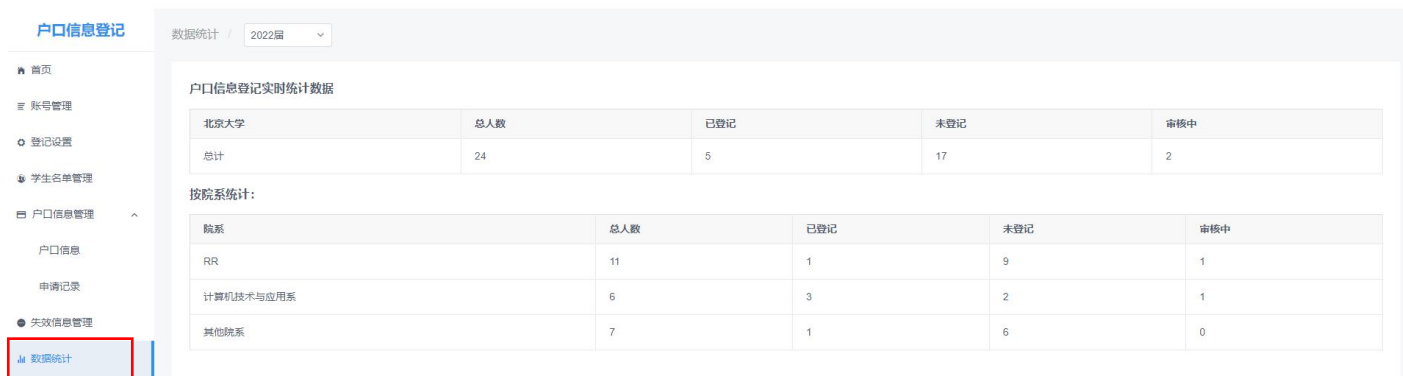 户口信息登记
首页
账号管理
登记设置
学生名单管理
户口信息管理
户口信息
申请记录
失效信息管理
数据统计
数据统计 / 2022届
户口信息登记实时统计数据
北京大学 总人数 已登记 未登记 审核中
总计 24 5 17 2
按院系统计：
院系 总人数 已登记 未登记 审核中
RR 11 1 9 1
计算机技术与应用系 6 3 2 1
其他院系 7 1 6 0